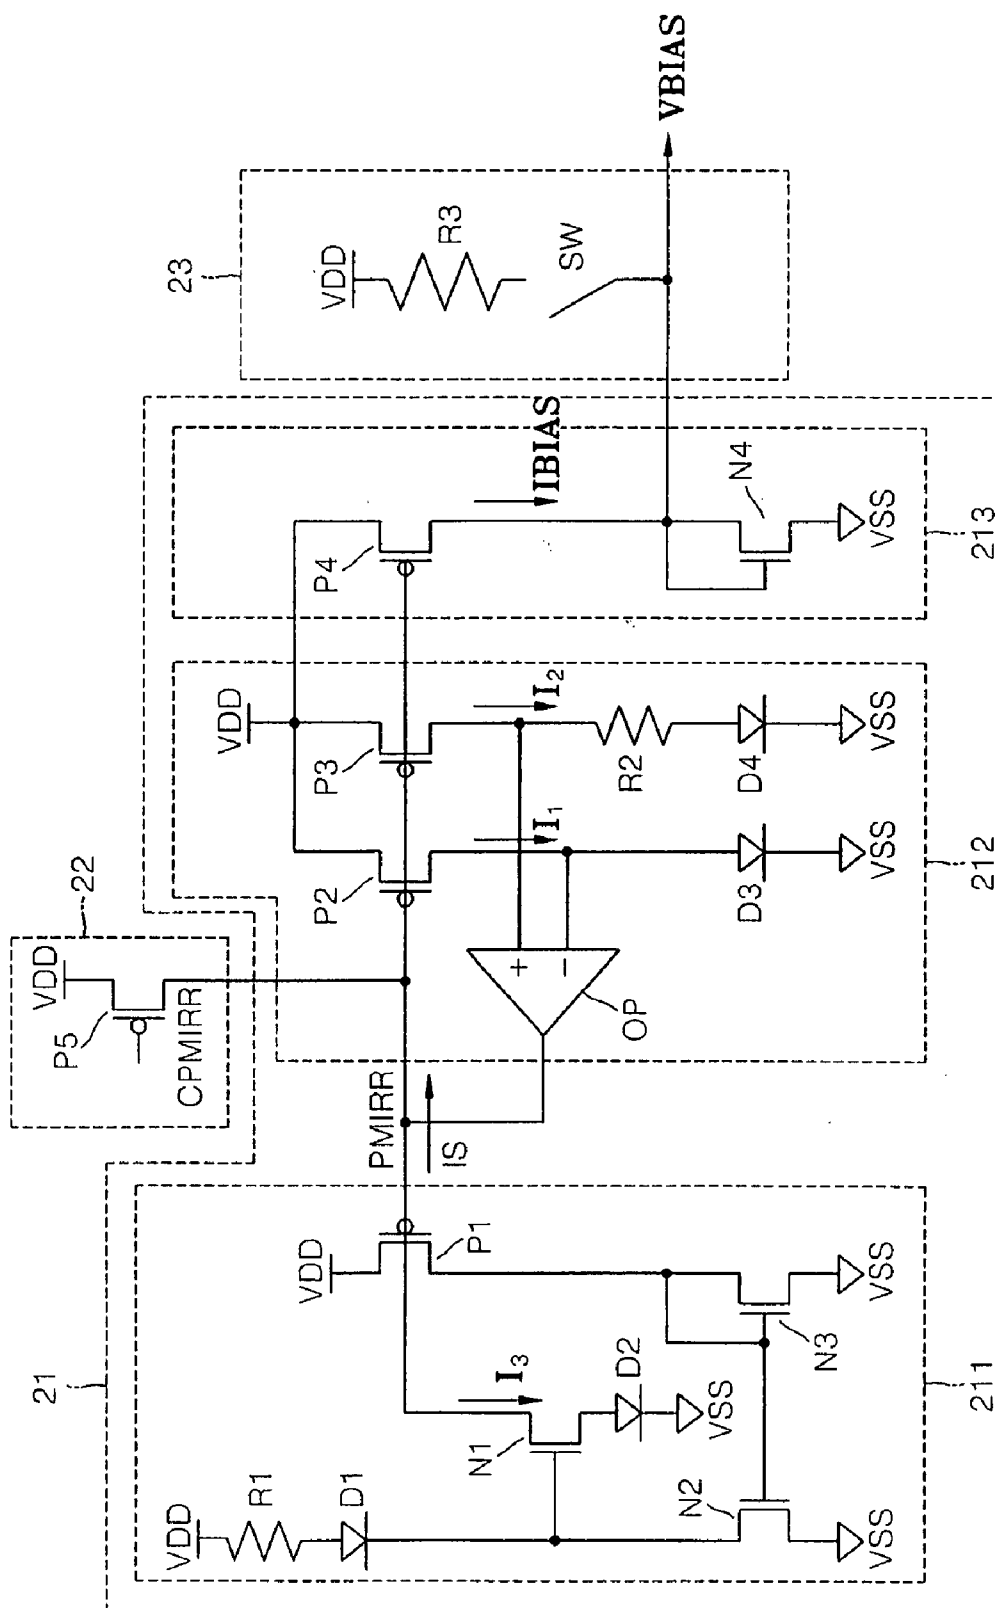 21
22
23
VDD
R1
D1
I3
N1
D2
VSS
N2
VSS
VDD
P1
N3
VSS
211
PMIRR
IS
VDD
P5
CPMIRR
OP
+
−
VDD
P2
P3
I1
I2
R2
D3
D4
VSS
VSS
212
P4
IBIAS
N4
VSS
213
VDD
R3
SW
VBIAS